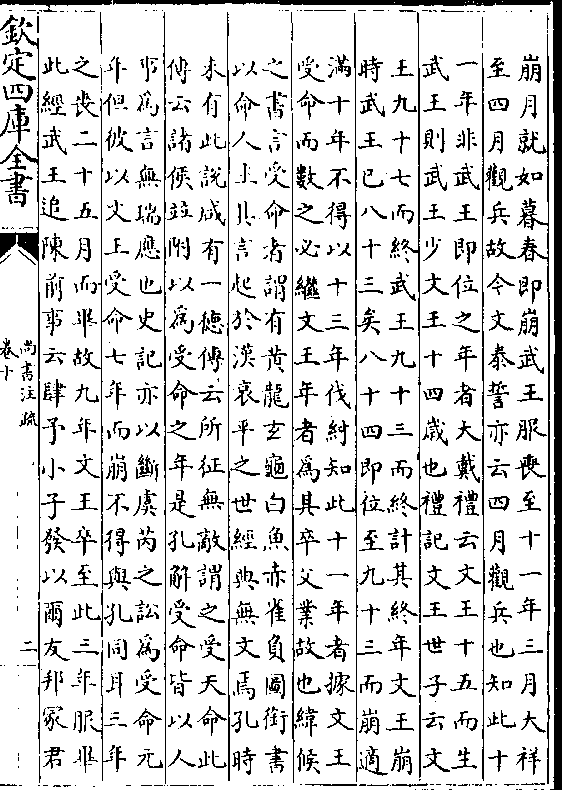 崩月就如暮春即崩武王服喪至十一年三月大祥
至四月觀兵故今文泰誓亦云四月觀兵也知此十
一年非武王即位之年者大戴禮云文王十五而生
武王則武王少文王十四歳也禮記文王世子云文
王九十七而終武王九十三而終計其終年文王崩
時武王已八十三矣八十四即位至九十三而崩適
滿十年不得以十三年伐紂知此十一年者據文王
受命而數之必繼文王年者為其卒父業故也緯候
之書言受命者謂有黄龍玄龜白魚赤雀負圖銜書
以命人主其言起於漢哀平之世經典無文焉孔時
未有此說咸有一徳傳云所征無敵謂之受天命此
傳云諸侯並附以為受命之年是孔解受命皆以人
事為言無瑞應也史記亦以斷虞芮之訟為受命元
年但彼以文王受命七年而崩不得與孔同耳三年
之喪二十五月而畢故九年文王卒至此三年服畢
此經武王追陳前事云肆予小子發以爾友邦冢君
欽定四庫全書
尚書注疏
卷十
二